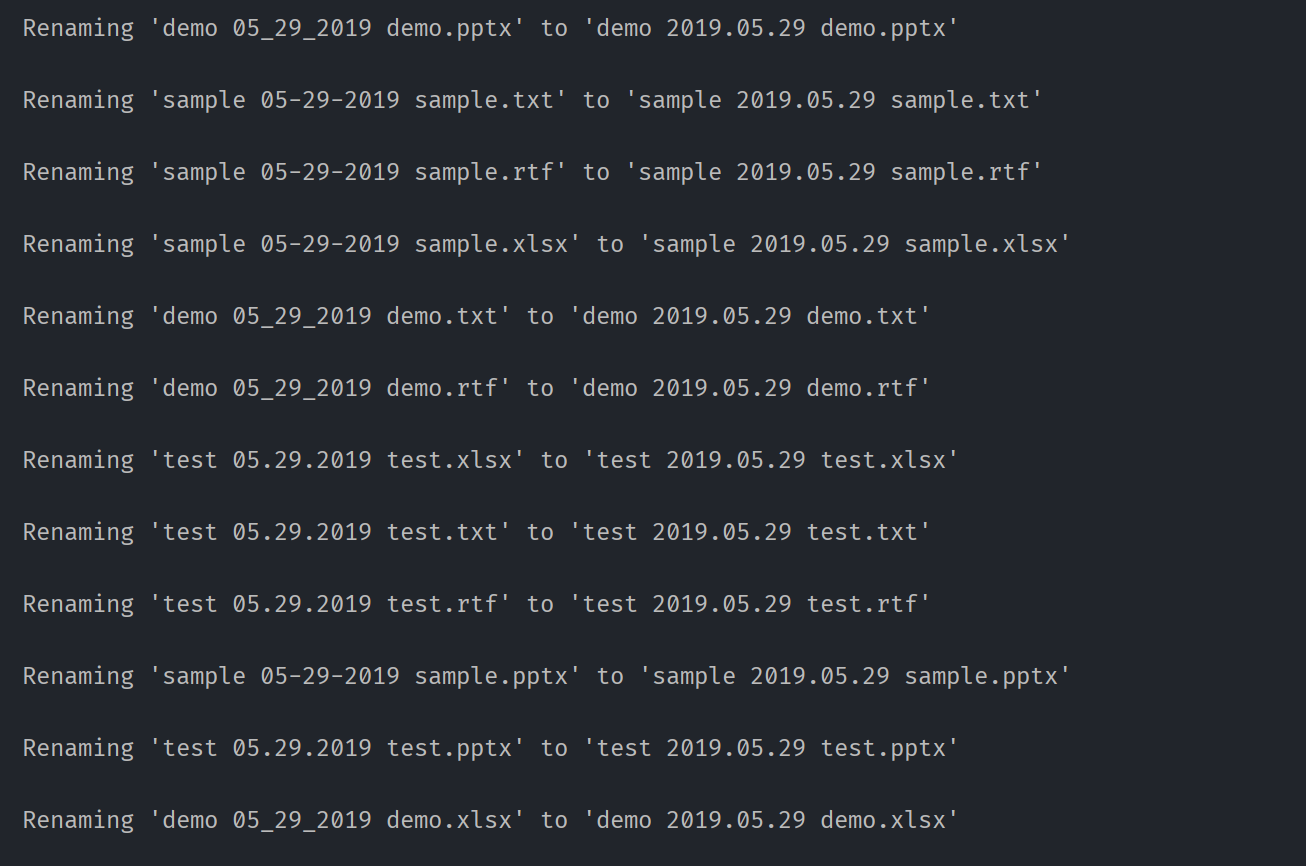 Renaming 'demo 05_29_2019 demo.pptx' to 'demo 2019.05.29 demo.pptx'
Renaming 'sample 05-29-2019 sample.txt' to 'sample 2019.05.29 sample.txt'
Renaming 'sample 05-29-2019 sample.rtf' to 'sample 2019.05.29 sample.rtf'
Renaming 'sample 05-29-2019 sample.xlsx' to 'sample 2019.05.29 sample.xlsx'
Renaming 'demo 05_29_2019 demo.txt' to 'demo 2019.05.29 demo.txt'
Renaming 'demo 05_29_2019 demo.rtf' to 'demo 2019.05.29 demo.rtf'
Renaming 'test 05.29.2019 test.xlsx' to 'test 2019.05.29 test.xlsx'
Renaming 'test 05.29.2019 test.txt' to 'test 2019.05.29 test.txt'
Renaming 'test 05.29.2019 test.rtf' to 'test 2019.05.29 test.rtf'
Renaming 'sample 05-29-2019 sample.pptx' to 'sample 2019.05.29 sample.pptx'
Renaming 'test 05.29.2019 test.pptx' to 'test 2019.05.29 test.pptx'
Renaming 'demo 05_29_2019 demo.xlsx' to 'demo 2019.05.29 demo.xlsx'